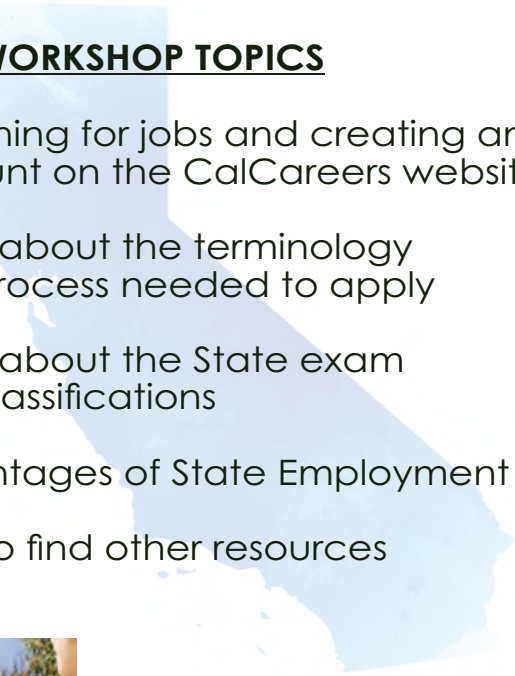 WORKSHOP TOPICS
ning for jobs and creating an
unt on the CalCareers websit
about the terminology
rocess needed to apply
about the State exam
assifications
ntages of State Employment
o find other resources